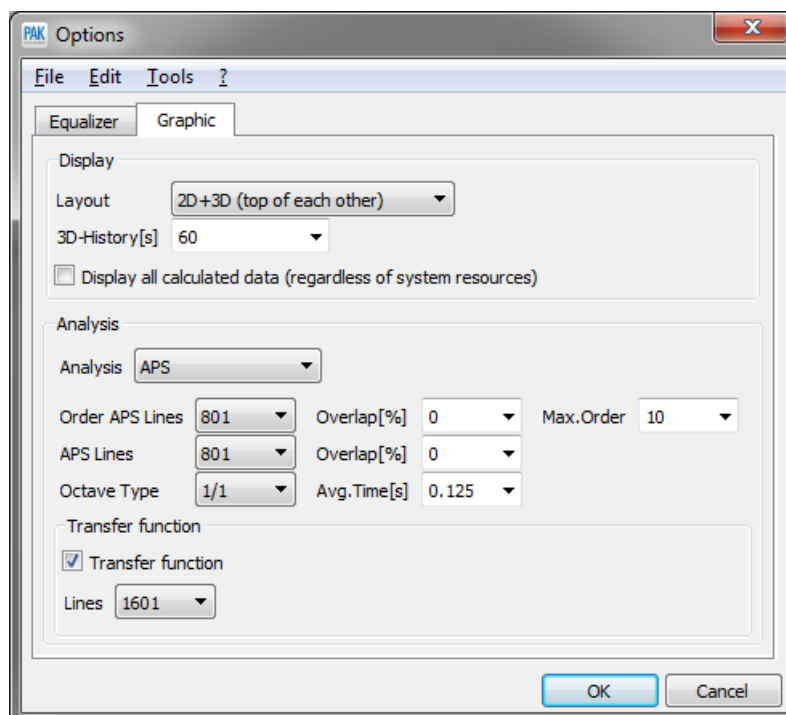 PAK Options
File Edit Tools ?
Equalizer Graphic
Display
Layout 2D+3D (top of each other)
3D-History[s] 60
Display all calculated data (regardless of system resources)
Analysis
Analysis APS
Order APS Lines 801 Overlap[%] 0 Max.Order 10
APS Lines 801 Overlap[%] 0
Octave Type 1/1 Avg.Time[s] 0.125
Transfer function
Transfer function
Lines 1601
OK Cancel